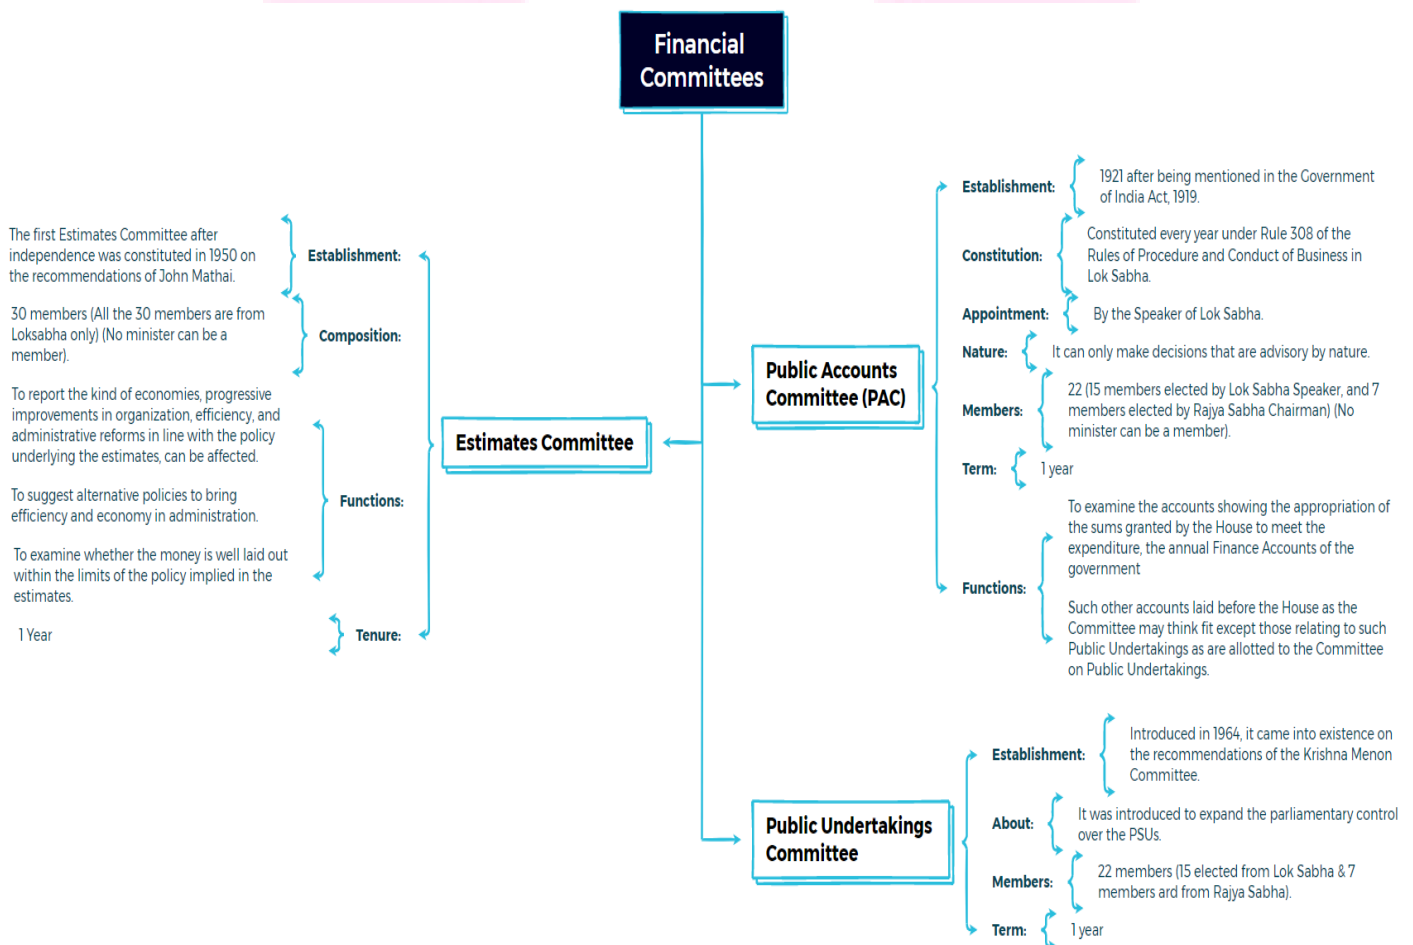 Financial
Committees
Establishment:
The first Estimates Committee after
independence was constituted in 1950 on
the recommendations of John Mathai.
Composition:
30 members (All the 30 members are from
Loksabha only) (No minister can be a
member).
Estimates Committee
Functions:
To report the kind of economies, progressive
improvements in organization, efficiency, and
administrative reforms in line with the policy
underlying the estimates, can be affected.
To suggest alternative policies to bring
efficiency and economy in administration.
To examine whether the money is well laid out
within the limits of the policy implied in the
estimates.
Tenure:
1 Year
Public Accounts
Committee (PAC)
Establishment:
1921 after being mentioned in the Government
of India Act, 1919.
Constitution:
Constituted every year under Rule 308 of the
Rules of Procedure and Conduct of Business in
Lok Sabha.
Appointment:
By the Speaker of Lok Sabha.
Nature:
It can only make decisions that are advisory by nature.
Members:
22 (15 members elected by Lok Sabha Speaker, and 7
members elected by Rajya Sabha Chairman) (No
minister can be a member).
Term:
1 year
Functions:
To examine the accounts showing the appropriation of
the sums granted by the House to meet the
expenditure, the annual Finance Accounts of the
government
Such other accounts laid before the House as the
Committee may think fit except those relating to such
Public Undertakings as are allotted to the Committee
on Public Undertakings.
Public Undertakings
Committee
Establishment:
Introduced in 1964, it came into existence on
the recommendations of the Krishna Menon
Committee.
About:
It was introduced to expand the parliamentary control
over the PSUs.
Members:
22 members (15 elected from Lok Sabha & 7
members ard from Rajya Sabha).
Term:
1 year